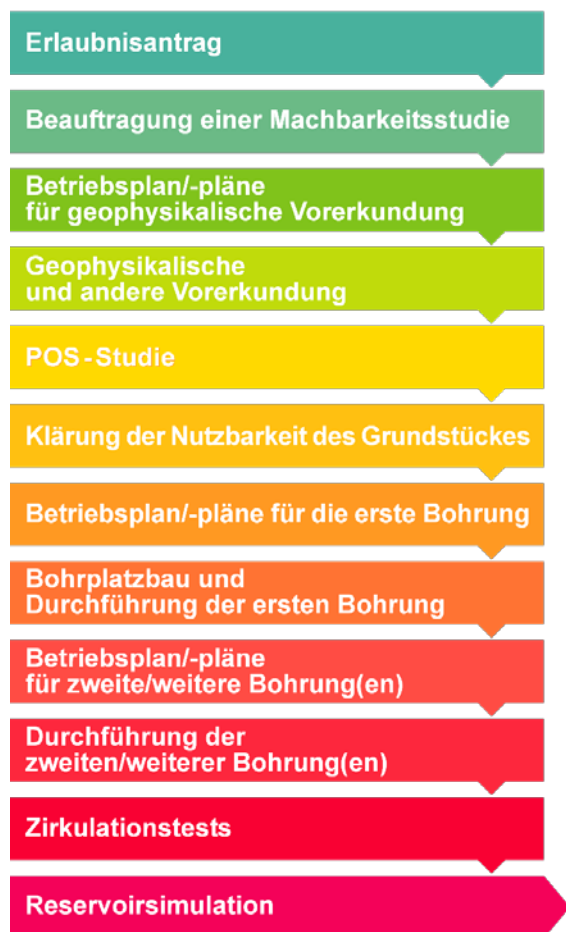 Erlaubnisantrag
Beauftragung einer Machbarkeitsstudie
Betriebsplan/-pläne
für geophysikalische Vorerkundung
Geophysikalische
und andere Vorerkundung
POS-Studie
Klärung der Nutzbarkeit des Grundstückes
Betriebsplan/-pläne für die erste Bohrung
Bohrplatzbau und
Durchführung der ersten Bohrung
Betriebsplan/-pläne
für zweite/weitere Bohrung(en)
Durchführung der
zweiten/weiterer Bohrung(en)
Zirkulationstests
Reservoirsimulation